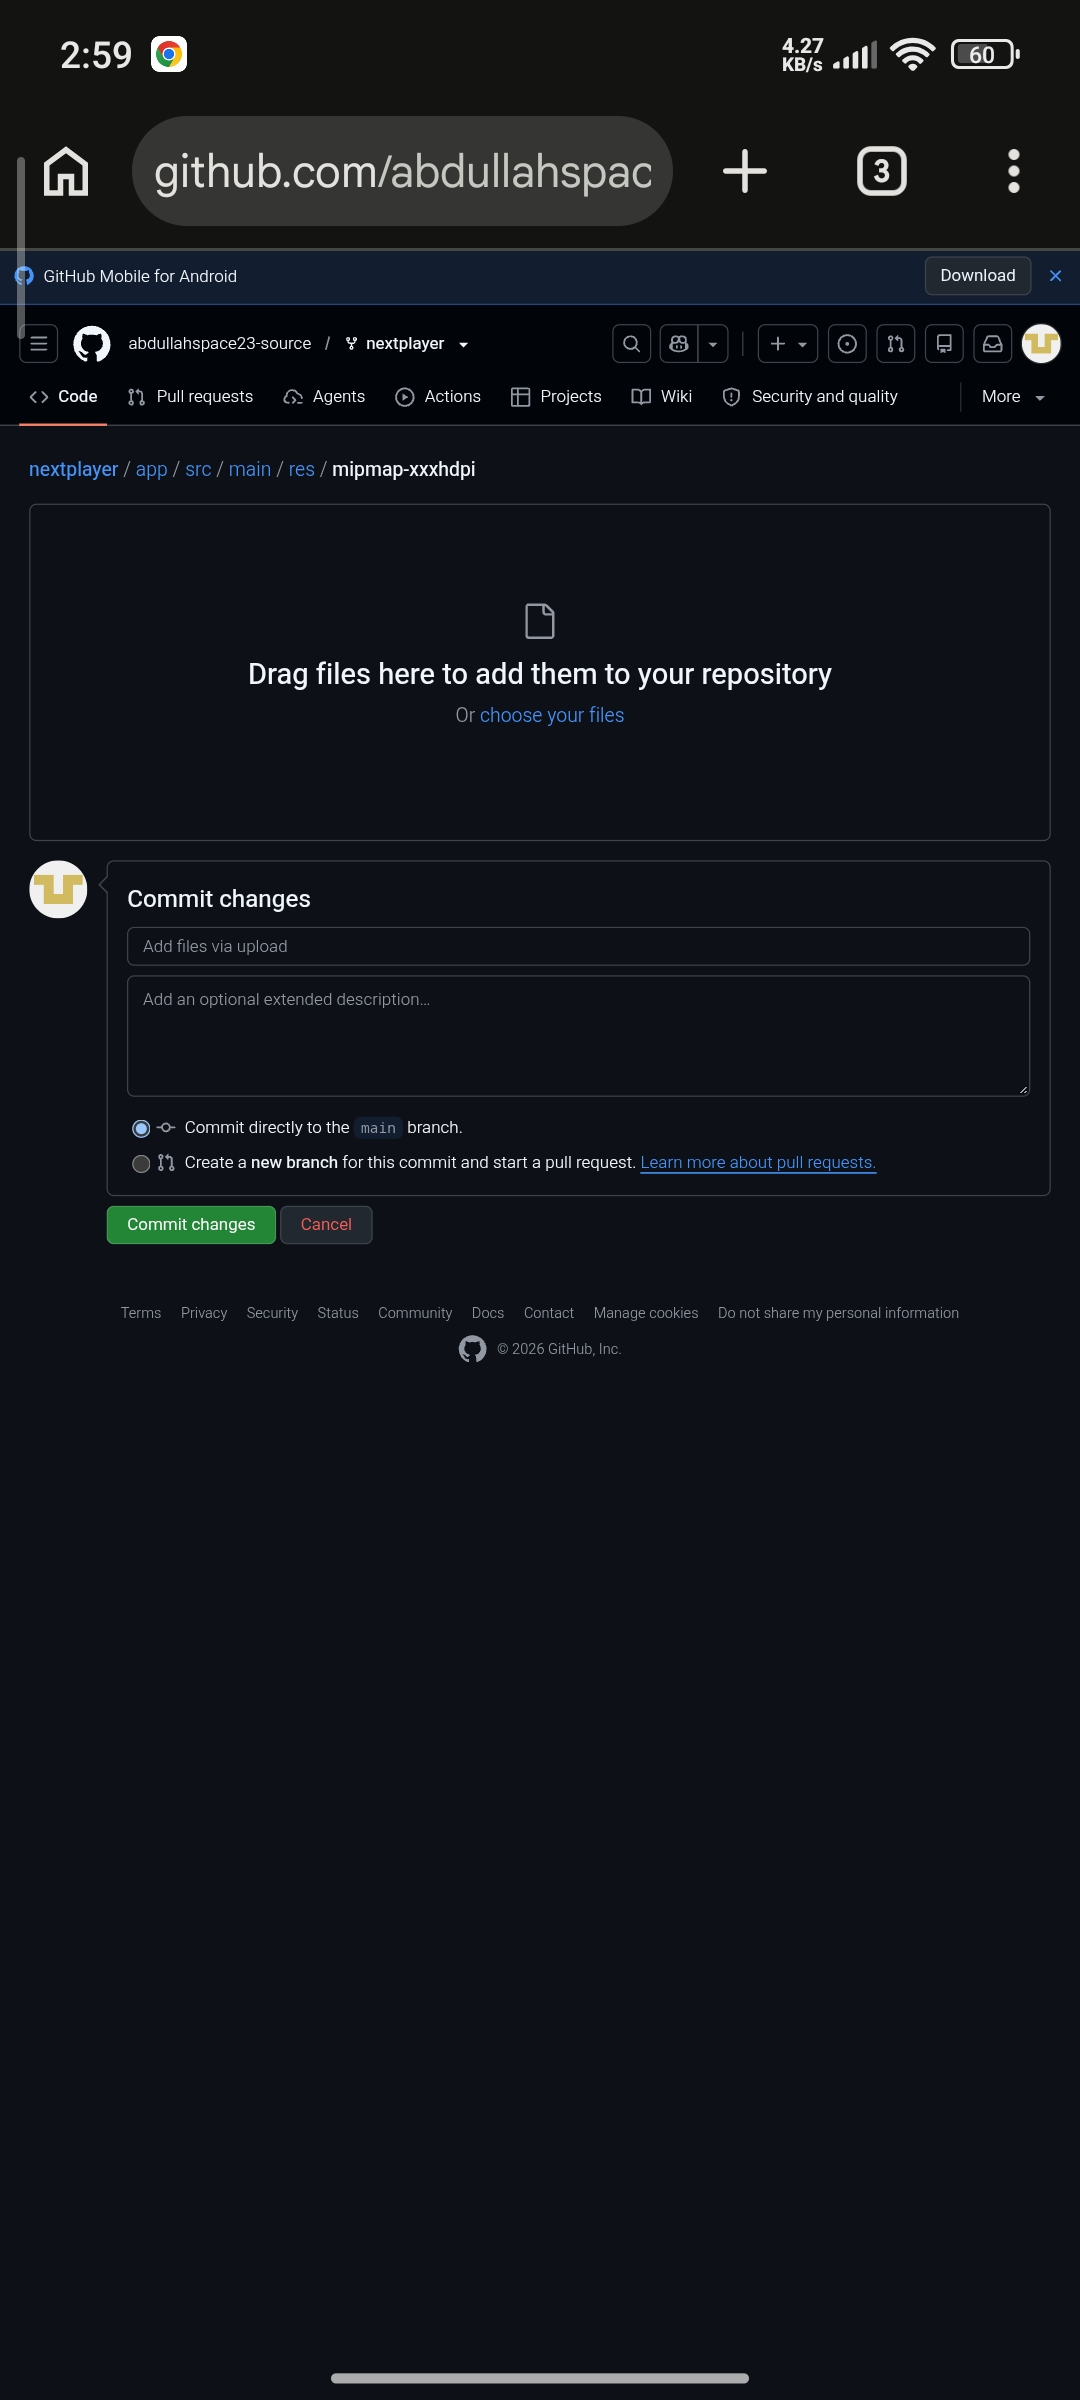 2:59
4.27
KB/s
60
github.com/abdullahspac
3
GitHub Mobile for Android
Download
abdullahspace23-source / nextplayer
Code
Pull requests
Agents
Actions
Projects
Wiki
Security and quality
More
nextplayer / app / src / main / res / mipmap-xxxhdpi
Drag files here to add them to your repository
Or choose your files
Commit changes
Add files via upload
Add an optional extended description...
Commit directly to the main branch.
Create a new branch for this commit and start a pull request. Learn more about pull requests.
Commit changes
Cancel
Terms
Privacy
Security
Status
Community
Docs
Contact
Manage cookies
Do not share my personal information
© 2026 GitHub, Inc.